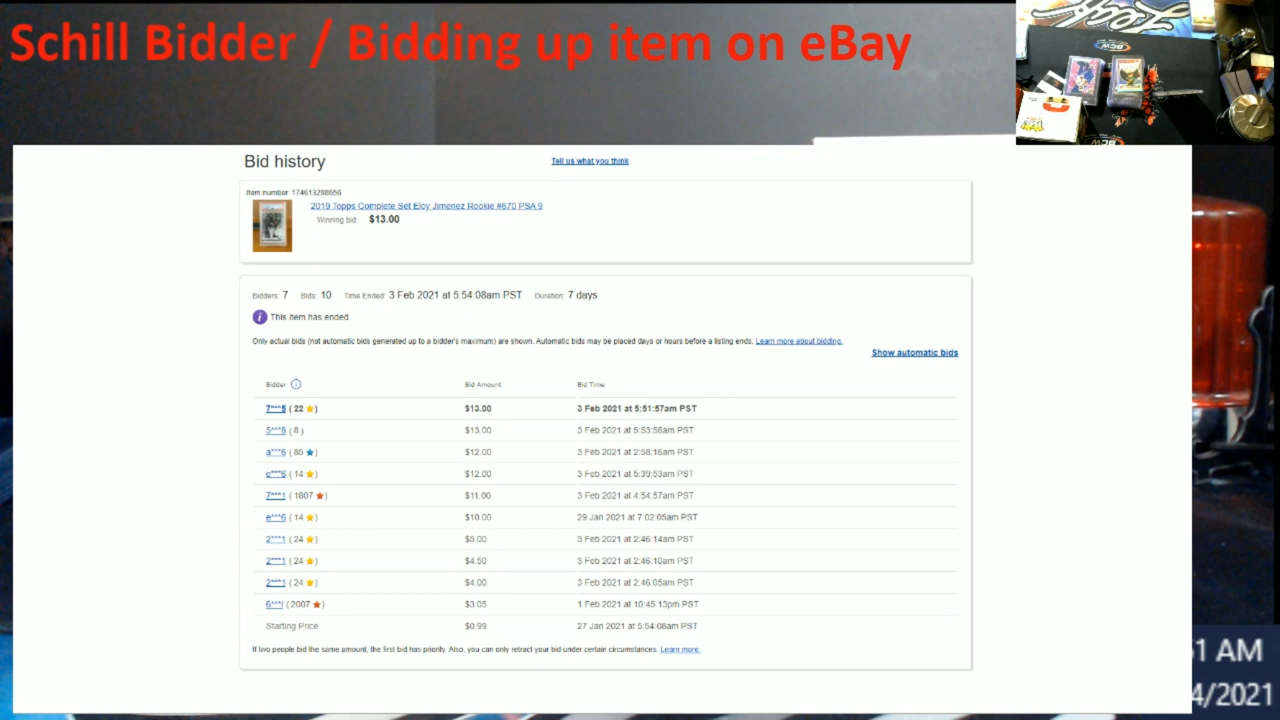 Schill Bidder / Bidding up item on eBay
Bid history
Tell us what you think
Item number 174613298656
2019 Topps Complete Set Eloy Jimenez Rookie #670 PSA 9
Winning bid: $13.00
Bidders: 7 Bids: 10 Time Ended: 3 Feb 2021 at 5:54:08am PST Duration: 7 days
i This item has ended.
Only actual bids (not automatic bids generated up to a bidder's maximum) are shown. Automatic bids may be placed days or hours before a listing ends. Learn more about bidding.
Show automatic bids
Bidder i Bid Amount Bid Time
7***5 ( 22 ) $13.00 3 Feb 2021 at 5:51:57am PST
5***8 ( 8 ) $13.00 3 Feb 2021 at 5:53:58am PST
a***6 ( 85 ) $12.00 3 Feb 2021 at 2:58:16am PST
c***6 ( 14 ) $12.00 3 Feb 2021 at 5:39:53am PST
7***1 ( 1807 ) $11.00 3 Feb 2021 at 4:54:57am PST
e***6 ( 14 ) $10.00 29 Jan 2021 at 7:02:05am PST
2***1 ( 24 ) $5.00 3 Feb 2021 at 2:46:14am PST
2***1 ( 24 ) $4.50 3 Feb 2021 at 2:46:10am PST
2***1 ( 24 ) $4.00 3 Feb 2021 at 2:46:05am PST
6***j ( 2007 ) $3.05 1 Feb 2021 at 10:45:13pm PST
Starting Price $0.99 27 Jan 2021 at 5:54:08am PST
If two people bid the same amount, the first bid has priority. Also, you can only retract your bid under certain circumstances. Learn more.
1 AM
4/2021
Leaf
BCW
BCW